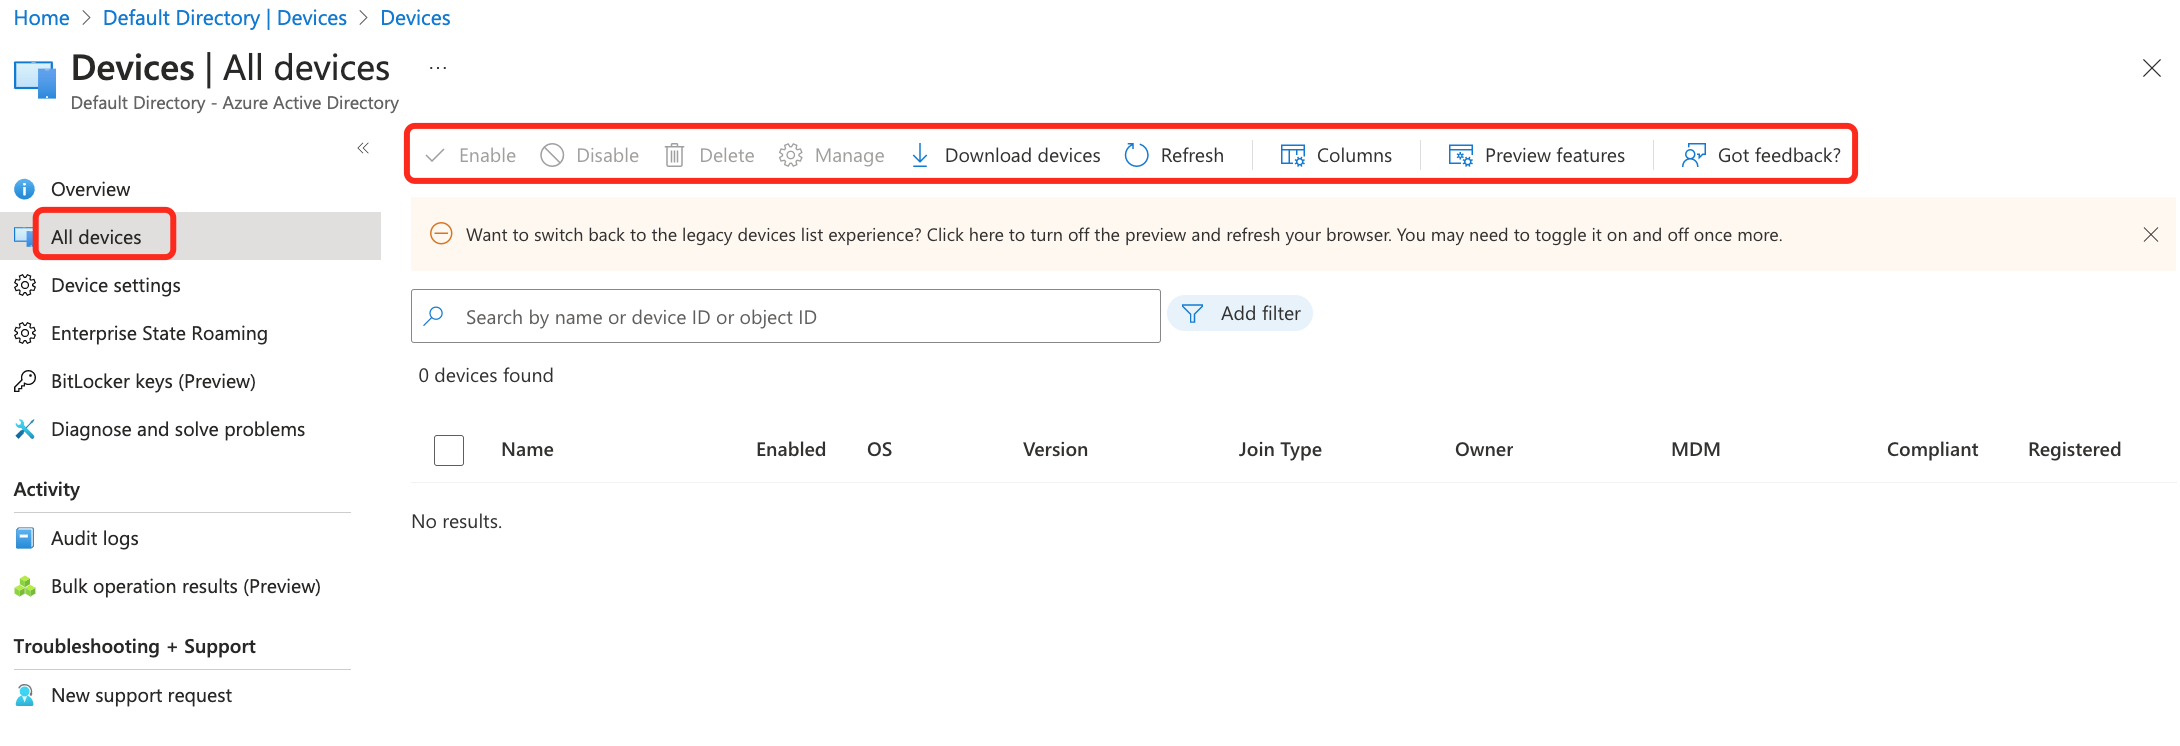 Home > Default Directory | Devices > Devices
Devices | All devices ...
Default Directory - Azure Active Directory
«
Overview
All devices
Device settings
Enterprise State Roaming
BitLocker keys (Preview)
Diagnose and solve problems
Activity
Audit logs
Bulk operation results (Preview)
Troubleshooting + Support
New support request
Enable Disable Delete Manage Download devices Refresh Columns Preview features Got feedback?
Want to switch back to the legacy devices list experience? Click here to turn off the preview and refresh your browser. You may need to toggle it on and off once more.
Search by name or device ID or object ID Add filter
0 devices found
Name Enabled OS Version Join Type Owner MDM Compliant Registered
No results.